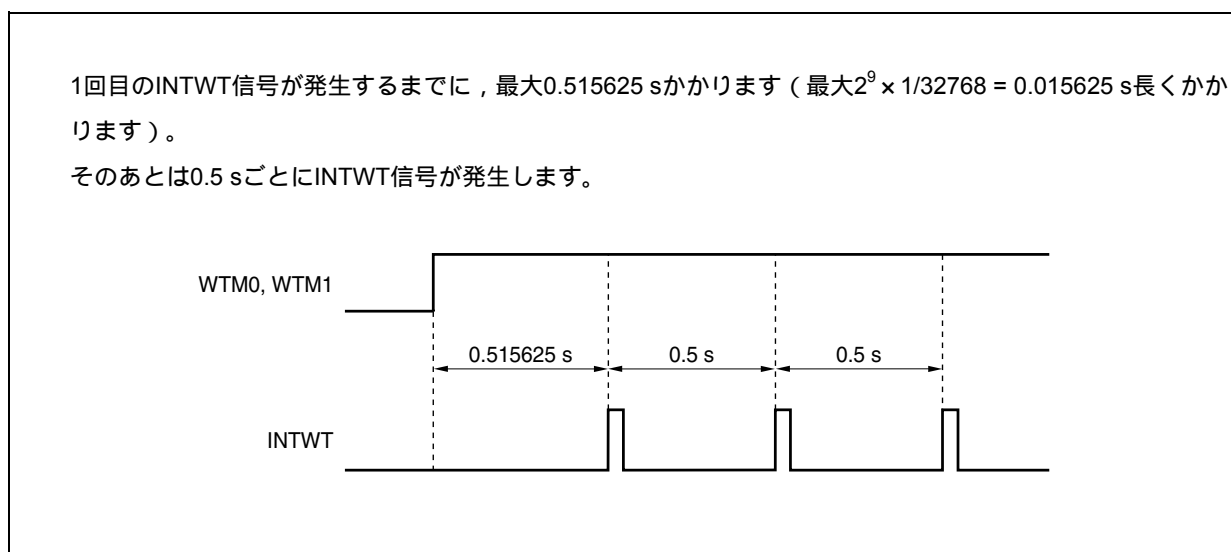 1回目のINTWT信号が発生するまでに，最大0.515625 sかかります（最大2⁹ × 1/32768 = 0.015625 s長くかか
ります）。
そのあとは0.5 sごとにINTWT信号が発生します。
WTM0, WTM1
0.515625 s
0.5 s
0.5 s
INTWT